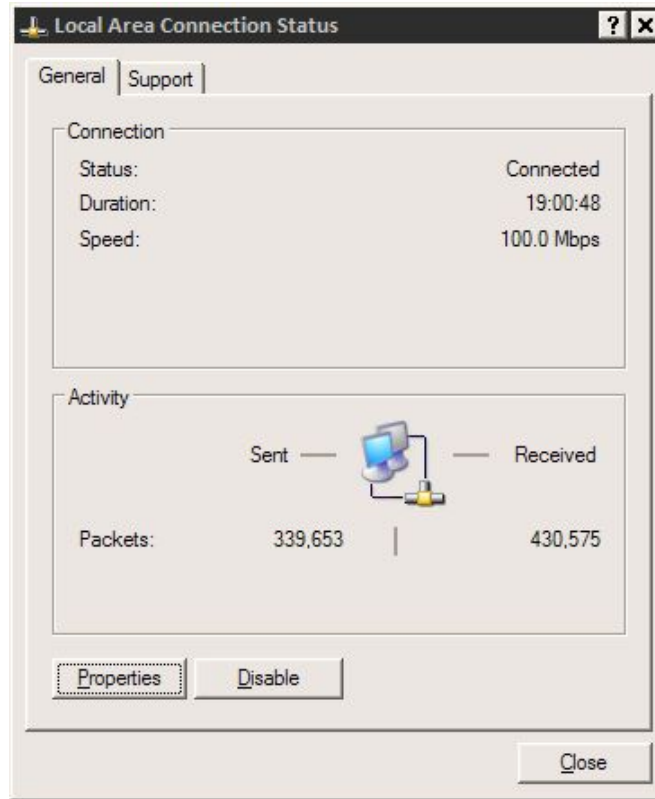 Local Area Connection Status
General Support
Connection
Status: Connected
Duration: 19:00:48
Speed: 100.0 Mbps
Activity
Sent Received
Packets: 339,653 430,575
Properties Disable
Close